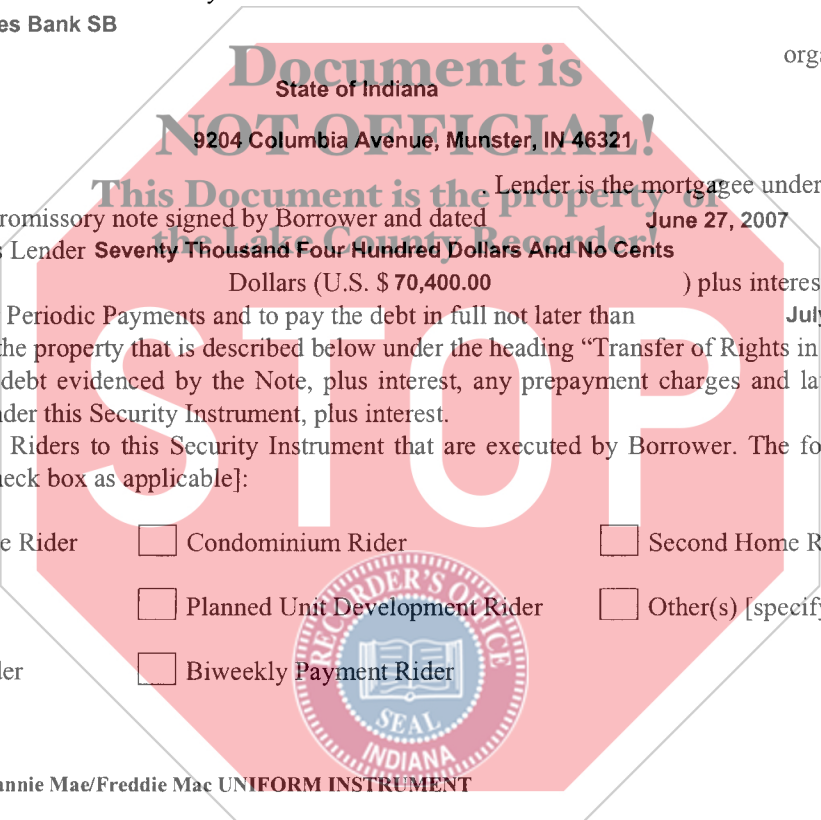 es Bank SB
orga
Document is
State of Indiana
NOT OFFICIAL!
9204 Columbia Avenue, Munster, IN 46321
This Document is the property of
. Lender is the mortgagee under
romissory note signed by Borrower and dated June 27, 2007
the Lake County Recorder!
s Lender Seventy Thousand Four Hundred Dollars And No Cents
Dollars (U.S. $ 70,400.00 ) plus interes
Periodic Payments and to pay the debt in full not later than July
the property that is described below under the heading “Transfer of Rights in
debt evidenced by the Note, plus interest, any prepayment charges and la
nder this Security Instrument, plus interest.
Riders to this Security Instrument that are executed by Borrower. The fo
heck box as applicable]:
STOP
e Rider Condominium Rider Second Home R
Planned Unit Development Rider Other(s) [specify
der Biweekly Payment Rider
RECORDER'S OFFICE
SEAL
INDIANA
annie Mae/Freddie Mac UNIFORM INSTRUMENT